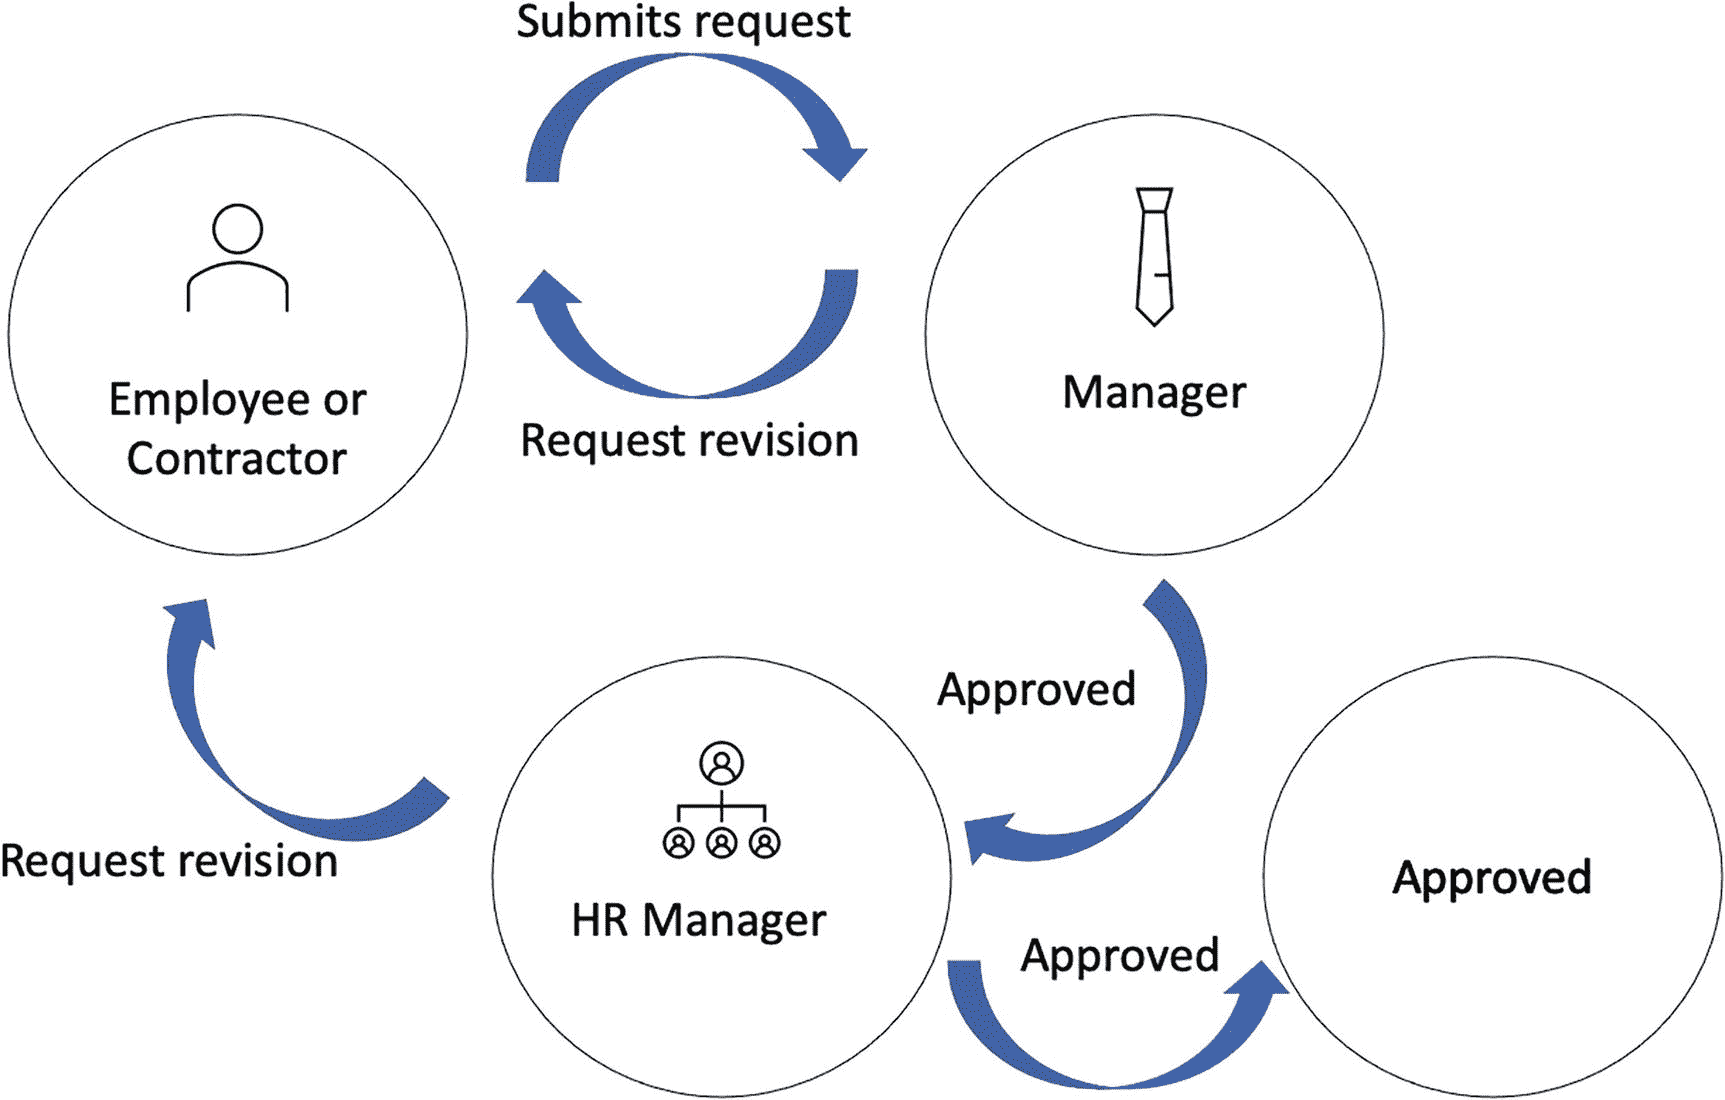 Submits request
Employee or
Contractor
Manager
Request revision
Approved
Request revision
HR Manager
Approved
Approved